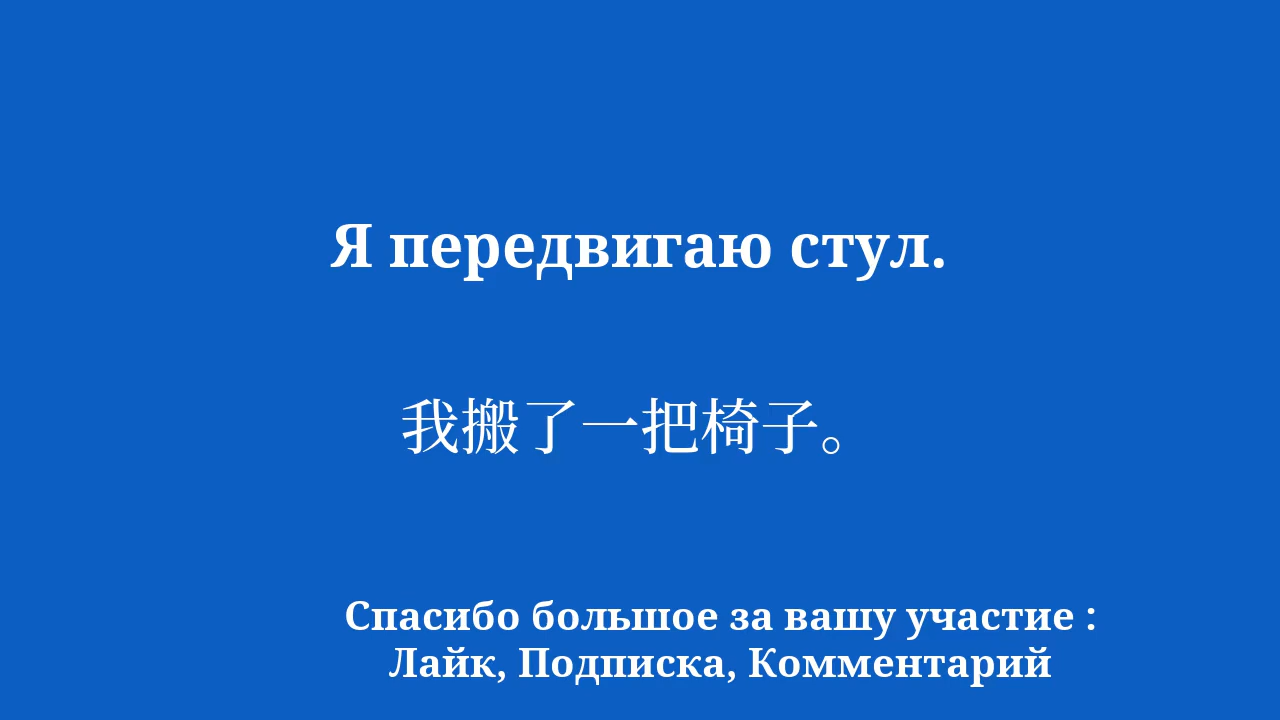 Я передвигаю стул.
我搬了一把椅子。
Спасибо большое за вашу участие :
Лайк, Подписка, Комментарий